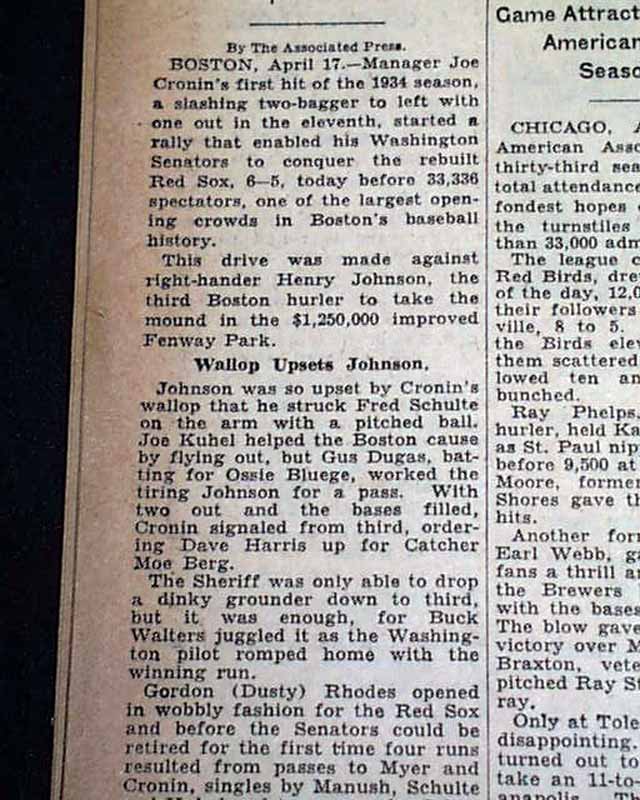 By The Associated Press.
BOSTON, April 17.—Manager Joe
Cronin's first hit of the 1934 season,
a slashing two-bagger to left with
one out in the eleventh, started a
rally that enabled his Washington
Senators to conquer the rebuilt
Red Sox, 6—5, today before 33,336
spectators, one of the largest open-
ing crowds in Boston's baseball
history.
This drive was made against
right-hander Henry Johnson, the
third Boston hurler to take the
mound in the $1,250,000 improved
Fenway Park.
Wallop Upsets Johnson.
Johnson was so upset by Cronin's
wallop that he struck Fred Schulte
on the arm with a pitched ball.
Joe Kuhel helped the Boston cause
by flying out, but Gus Dugas, bat-
ting for Ossie Bluege, worked the
tiring Johnson for a pass. With
two out and the bases filled,
Cronin signaled from third, order-
ing Dave Harris up for Catcher
Moe Berg.
The Sheriff was only able to drop
a dinky grounder down to third,
but it was enough, for Buck
Walters juggled it as the Washing-
ton pilot romped home with the
winning run.
Gordon (Dusty) Rhodes opened
in wobbly fashion for the Red Sox
and before the Senators could be
retired for the first time four runs
resulted from passes to Myer and
Cronin, singles by Manush, Schulte
Game Attract
American
Seaso
CHICAGO,
American Asso
thirty-third sea
total attendance
fondest hopes
the turnstiles
than 33,000 adm
The league c
Red Birds, dre
of the day, 12,0
their followers
ville, 8 to 5.
the Birds elev
them scattered
lowed ten an
bunched.
Ray Phelps,
hurler, held Ka
as St. Paul nip
before 9,500 at
Moore, former
Shores gave th
hits.
Another for
Earl Webb, ga
fans a thrill a
the Brewers
with the bases
The blow gave
victory over M
Braxton, vete
pitched Ray St
ray.
Only at Tole
disappointing.
turned out to
take an 11-to-